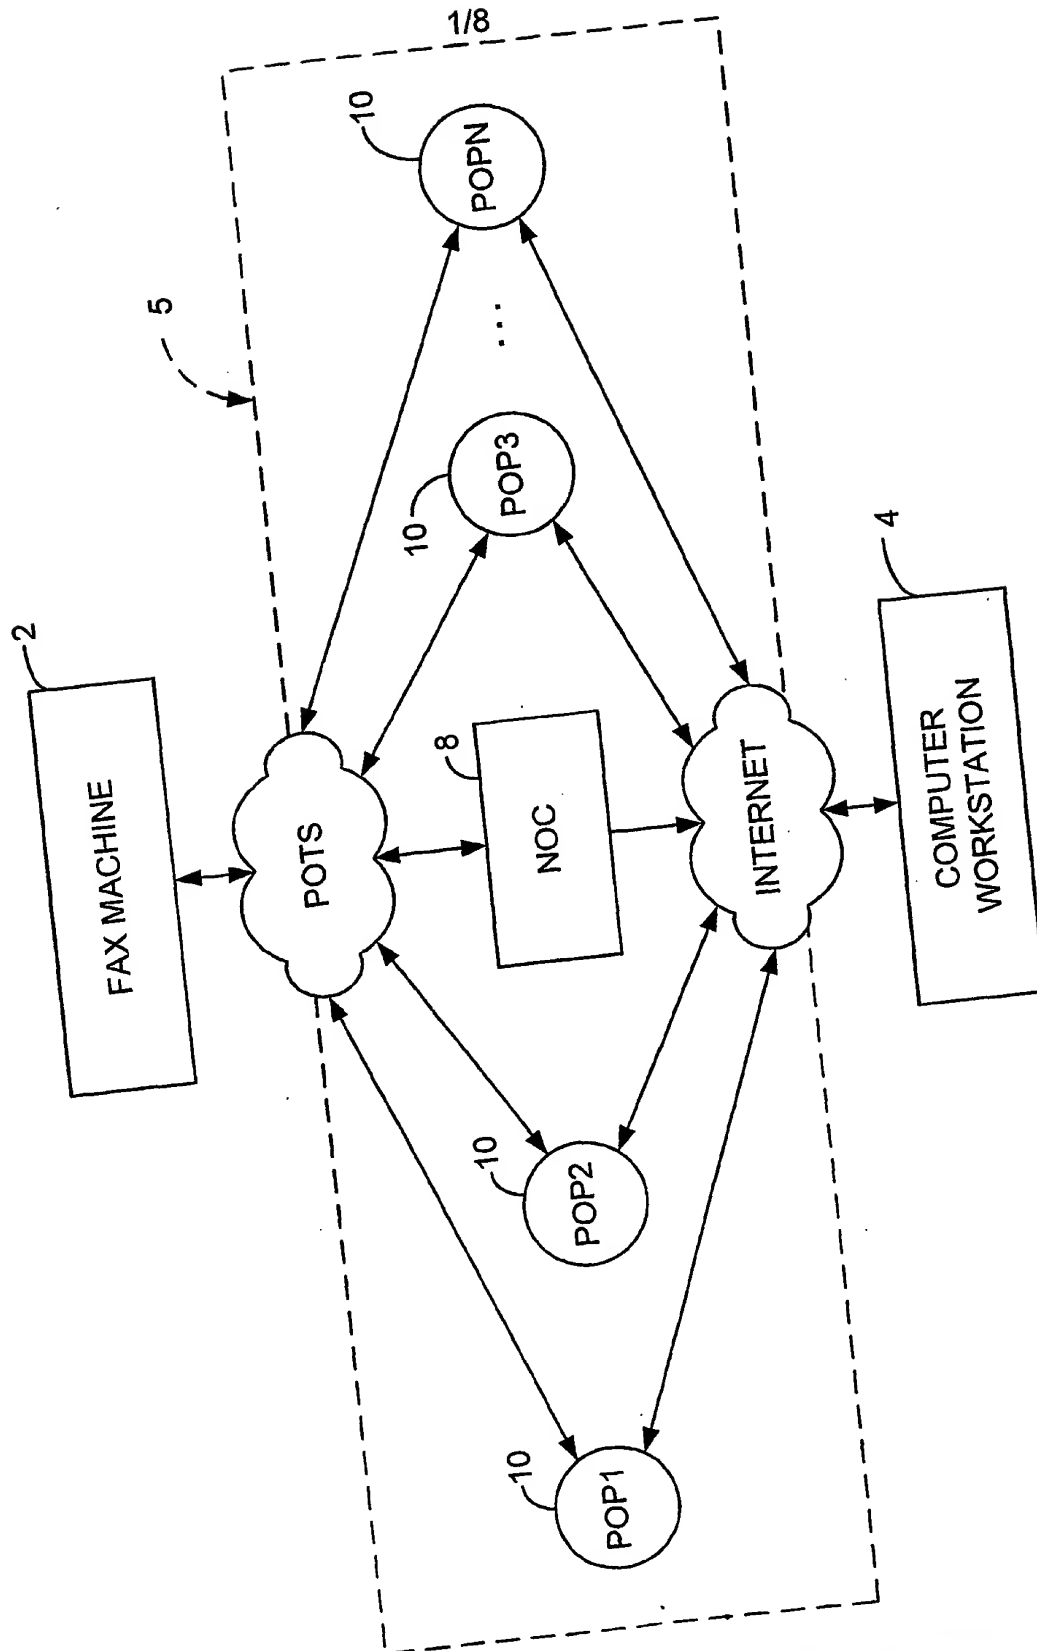 1/8
FAX MACHINE
2
5
POTS
10
POP1
10
POP2
8
NOC
10
POP3
...
10
POPN
INTERNET
COMPUTER
WORKSTATION
4